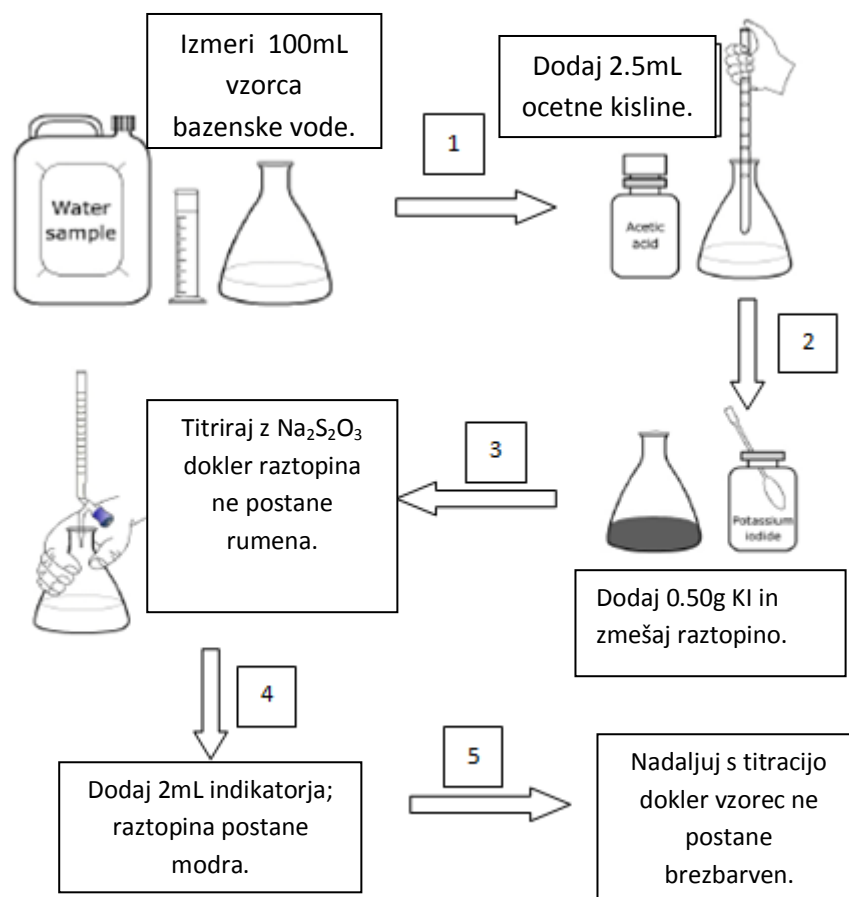 Izmeri 100mL
vzorca
bazenske vode.
Water
sample
1
Dodaj 2.5mL
ocetne kisline.
Acetic
acid
2
Potassium
iodide
Dodaj 0.50g KI in
zmešaj raztopino.
3
Titriraj z Na₂S₂O₃
dokler raztopina
ne postane
rumena.
4
Dodaj 2mL indikatorja;
raztopina postane
modra.
5
Nadaljuj s titracijo
dokler vzorec ne
postane
brezbarven.